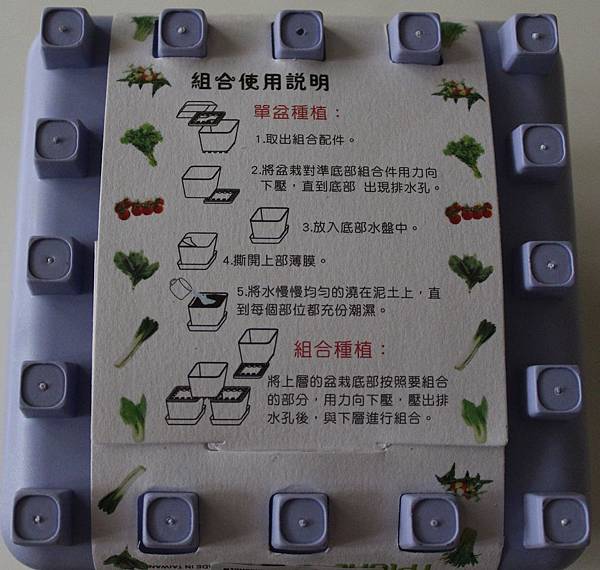 組合使用説明
單盆種植：
1.取出組合配件。
2.將盆栽對準底部組合件用力向
下壓，直到底部 出現排水孔。
3.放入底部水盤中。
4.撕開上部薄膜。
5.將水慢慢均勻的澆在泥土上，直
到每個部位都充份潮濕。
組合種植：
將上層的盆栽底部按照要組合
的部分，用力向下壓，壓出排
水孔後，與下層進行組合。